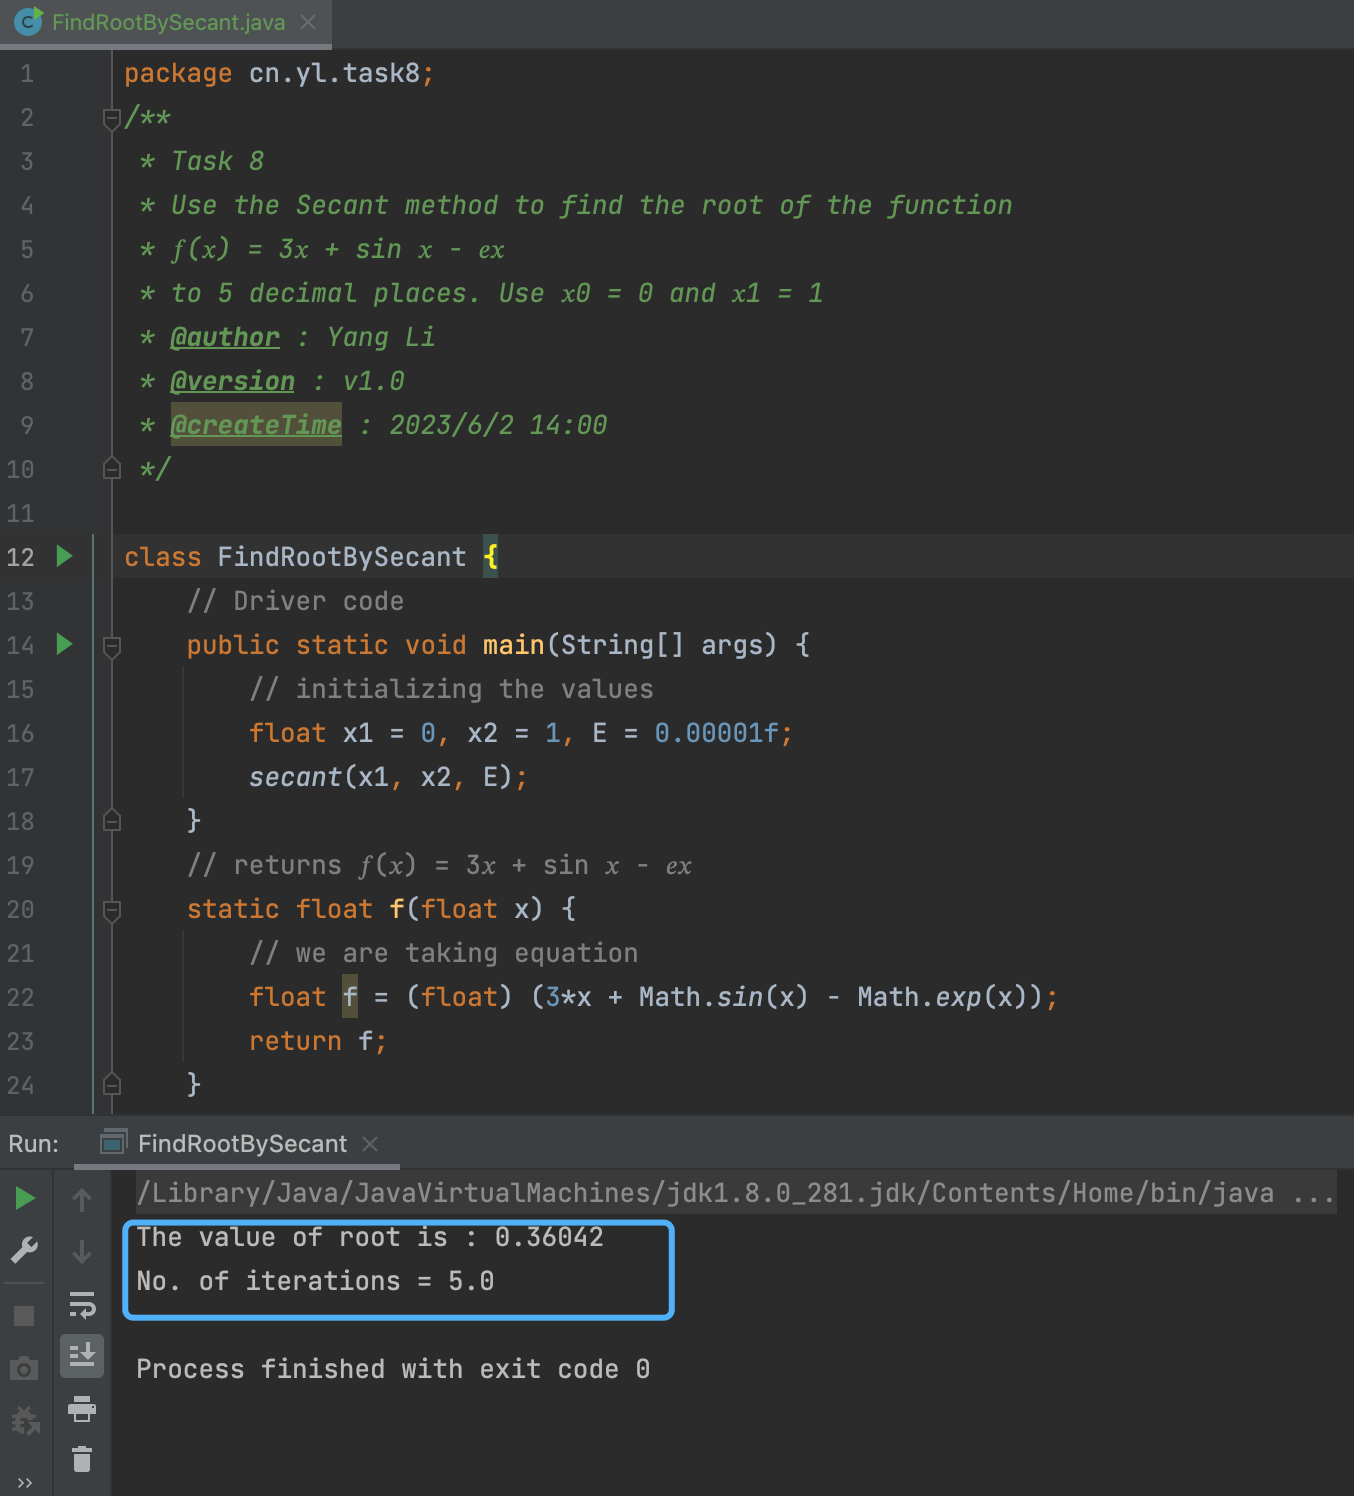 FindRootBySecant.java
1 package cn.yl.task8;
2 /**
3 * Task 8
4 * Use the Secant method to find the root of the function
5 * 𝑓(𝑥) = 3𝑥 + sin 𝑥 - 𝑒𝑥
6 * to 5 decimal places. Use 𝑥0 = 0 and 𝑥1 = 1
7 * @author : Yang Li
8 * @version : v1.0
9 * @createTime : 2023/6/2 14:00
10 */
11
12 class FindRootBySecant {
13 // Driver code
14 public static void main(String[] args) {
15 // initializing the values
16 float x1 = 0, x2 = 1, E = 0.00001f;
17 secant(x1, x2, E);
18 }
19 // returns 𝑓(𝑥) = 3𝑥 + sin 𝑥 - 𝑒𝑥
20 static float f(float x) {
21 // we are taking equation
22 float f = (float) (3*x + Math.sin(x) - Math.exp(x));
23 return f;
24 }
Run: FindRootBySecant
/Library/Java/JavaVirtualMachines/jdk1.8.0_281.jdk/Contents/Home/bin/java ...
The value of root is : 0.36042
No. of iterations = 5.0
Process finished with exit code 0